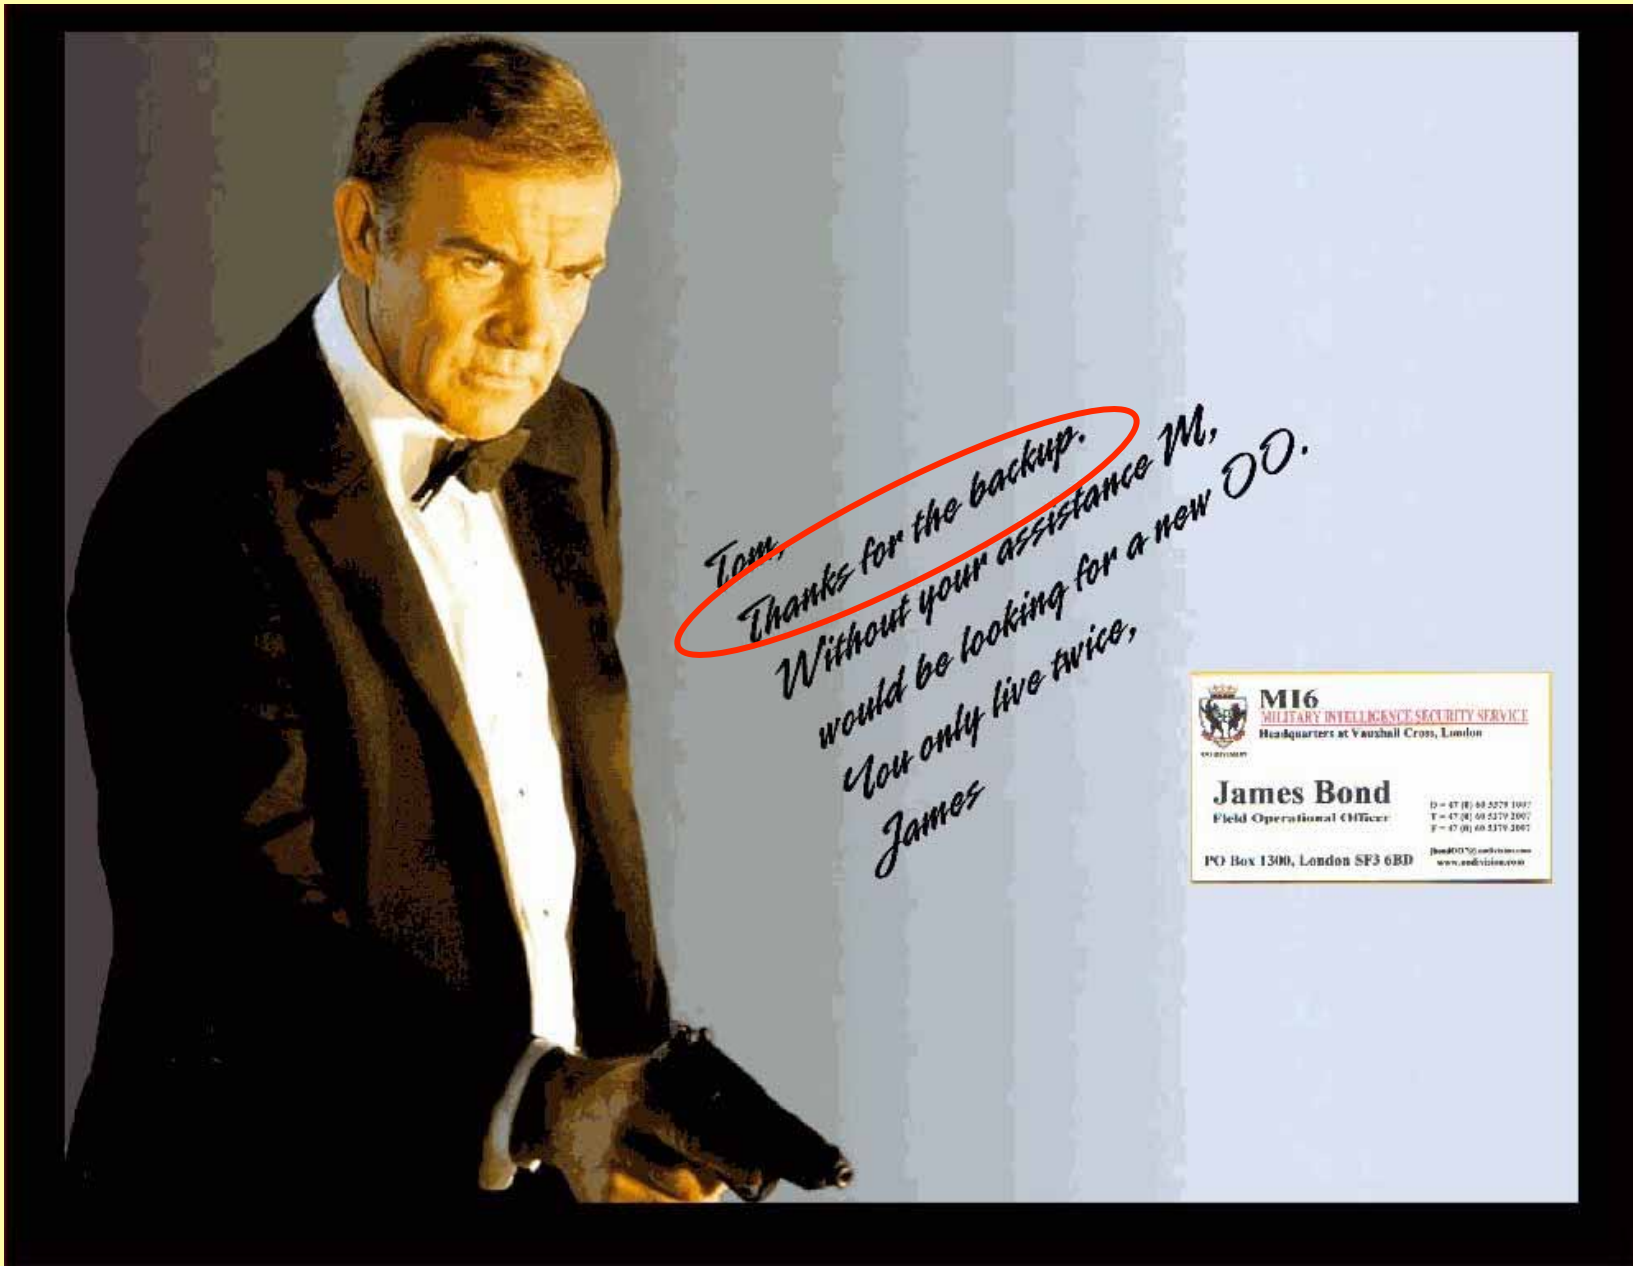 Tom,
Thanks for the backup.
Without your assistance M,
would be looking for a new OO.
You only live twice,
James
MI6
MILITARY INTELLIGENCE SECURITY SERVICE
Headquarters at Vauxhall Cross, London
James Bond
Field Operational Officer
PO Box 1300, London SF3 6BD